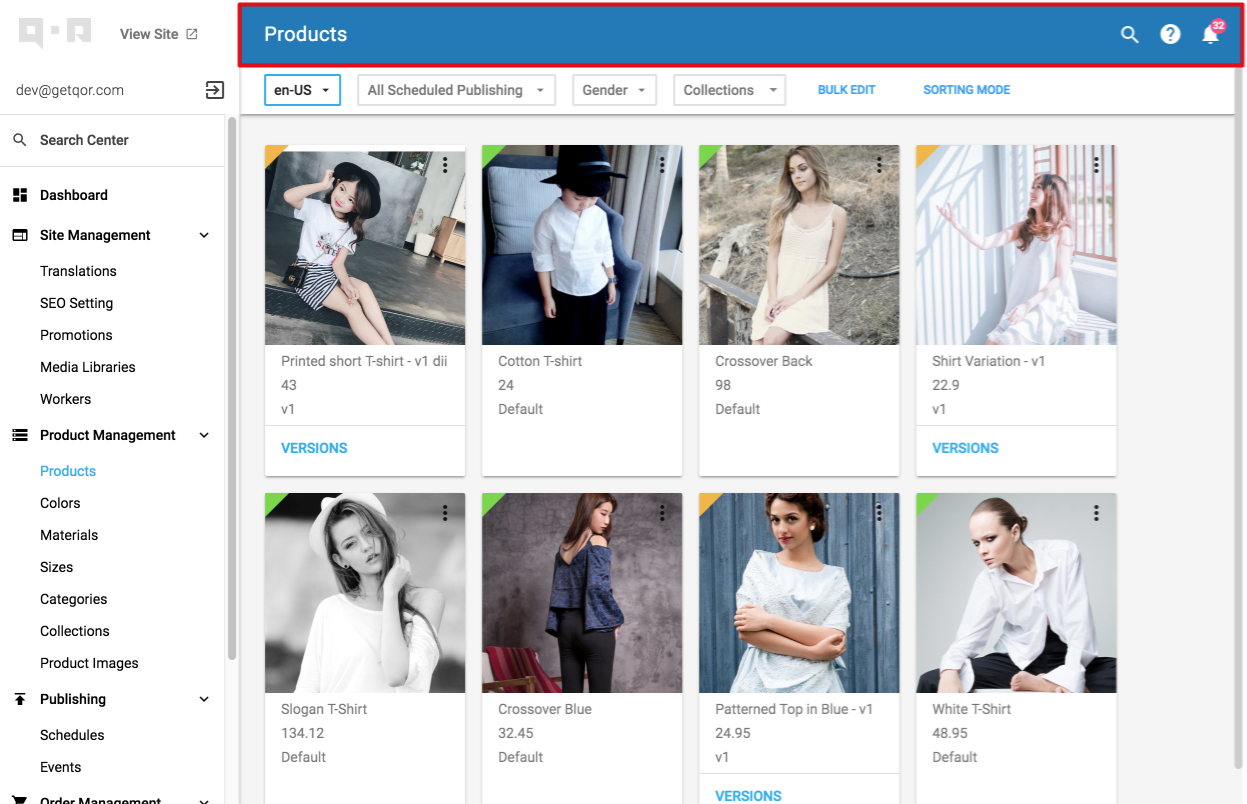 View Site
dev@getqor.com
Search Center
Dashboard
Site Management
Translations
SEO Setting
Promotions
Media Libraries
Workers
Product Management
Products
Colors
Materials
Sizes
Categories
Collections
Product Images
Publishing
Schedules
Events
Order Management
Products
?
32
en-US
All Scheduled Publishing
Gender
Collections
BULK EDIT
SORTING MODE
Printed short T-shirt - v1 dii
43
v1
VERSIONS
Cotton T-shirt
24
Default
Crossover Back
98
Default
Shirt Variation - v1
22.9
v1
VERSIONS
Slogan T-Shirt
134.12
Default
Crossover Blue
32.45
Default
Patterned Top in Blue - v1
24.95
v1
VERSIONS
White T-Shirt
48.95
Default